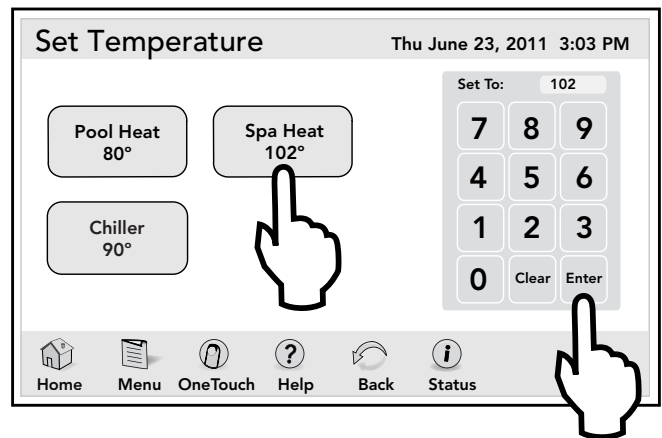 Set Temperature
Thu June 23, 2011 3:03 PM
Pool Heat
80°
Spa Heat
102°
Chiller
90°
Set To: 102
7 8 9
4 5 6
1 2 3
0 Clear Enter
?
i
Home Menu OneTouch Help Back Status